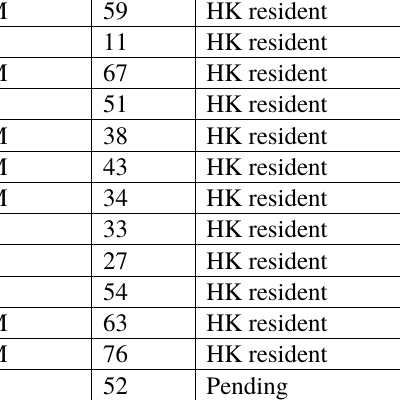 M 59 HK resident
11 HK resident
M 67 HK resident
51 HK resident
M 38 HK resident
M 43 HK resident
M 34 HK resident
33 HK resident
27 HK resident
54 HK resident
M 63 HK resident
M 76 HK resident
52 Pending